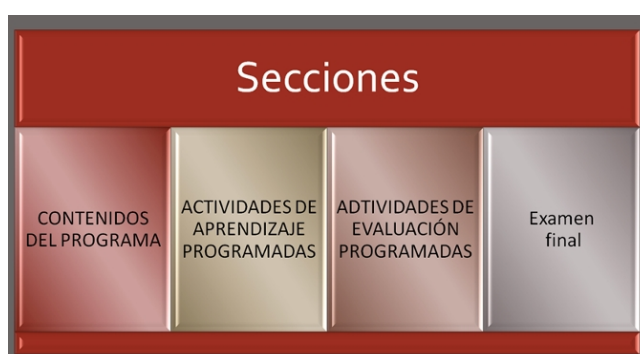 Secciones
CONTENIDOS
DEL PROGRAMA
ACTIVIDADES DE
APRENDIZAJE
PROGRAMADAS
ADTIVIDADES DE
EVALUACIÓN
PROGRAMADAS
Examen
final